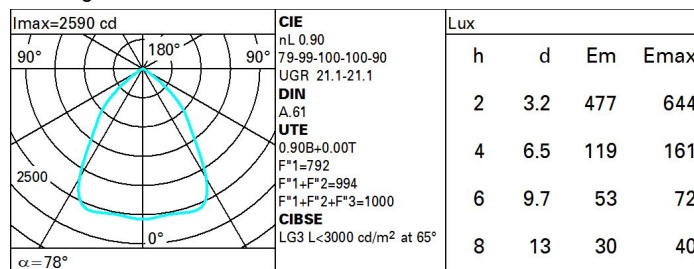 Imax=2590 cd
90° 180° 90°
2500
0°
α=78°
CIE
nL 0.90
79-99-100-100-90
UGR 21.1-21.1
DIN
A.61
UTE
0.90B+0.00T
F"1=792
F"1+F"2=994
F"1+F"2+F"3=1000
CIBSE
LG3 L<3000 cd/m² at 65°
Lux
h d Em Emax
2 3.2 477 644
4 6.5 119 161
6 9.7 53 72
8 13 30 40